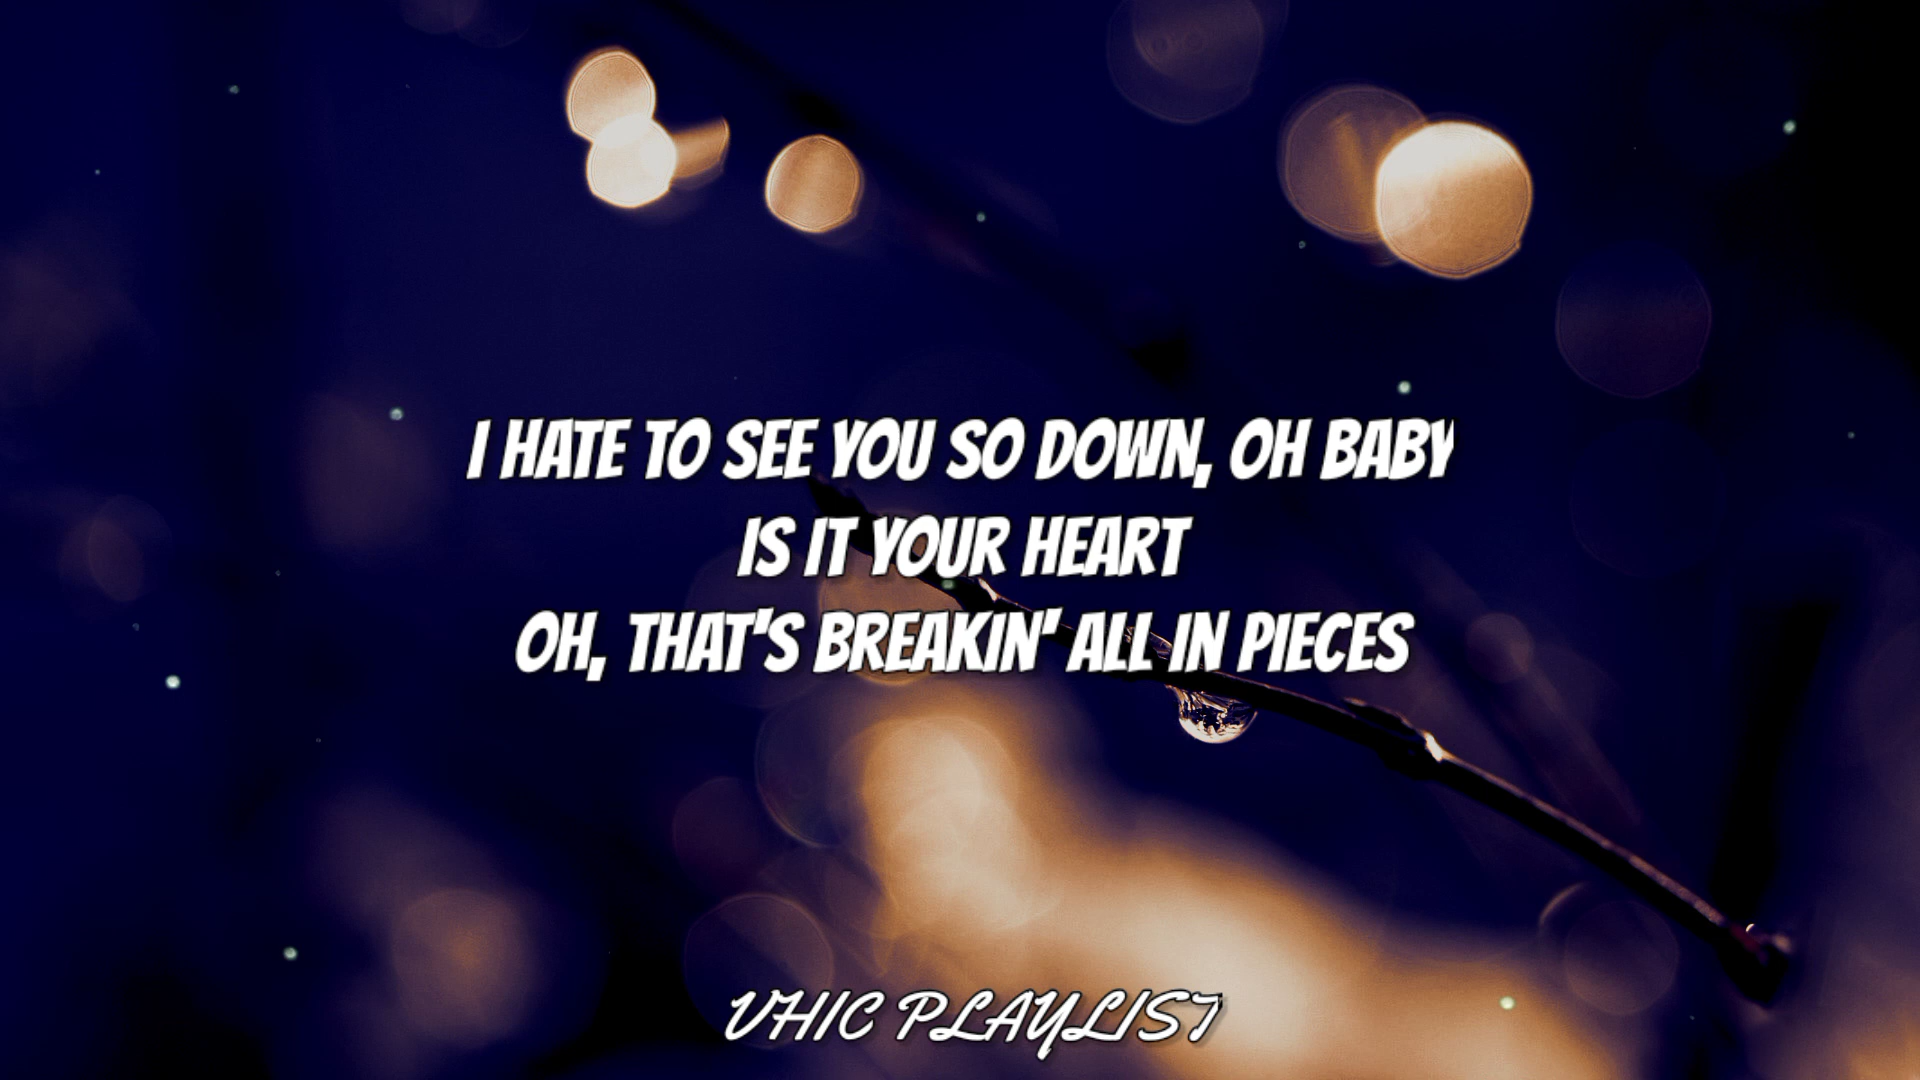 I HATE TO SEE YOU SO DOWN, OH BABY
IS IT YOUR HEART
OH, THAT'S BREAKIN' ALL IN PIECES
VHIC PLAYLIST